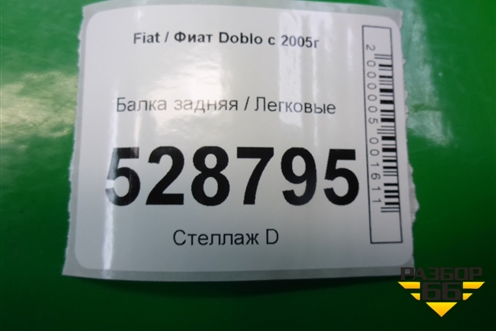 Fiat / Фиат Doblo с 2005г
Балка задняя / Легковые
528795
Стеллаж D
2000005001611
РАЗБОР
66